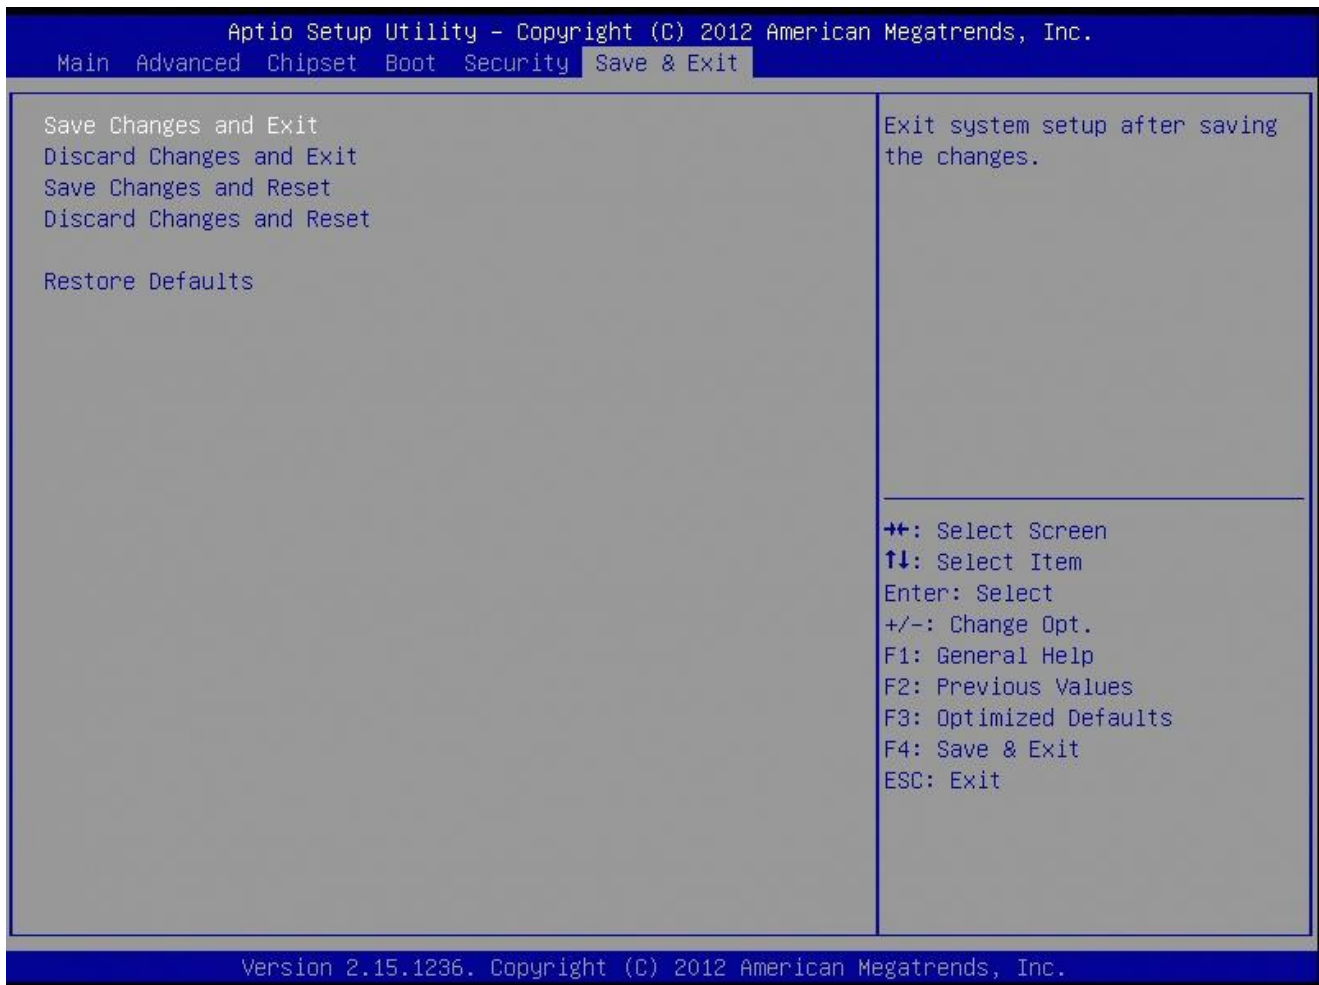 Aptio Setup Utility – Copyright (C) 2012 American Megatrends, Inc.
Main Advanced Chipset Boot Security Save & Exit
Save Changes and Exit
Discard Changes and Exit
Save Changes and Reset
Discard Changes and Reset
Restore Defaults
Exit system setup after saving
the changes.
→←: Select Screen
↑↓: Select Item
Enter: Select
+/-: Change Opt.
F1: General Help
F2: Previous Values
F3: Optimized Defaults
F4: Save & Exit
ESC: Exit
Version 2.15.1236. Copyright (C) 2012 American Megatrends, Inc.